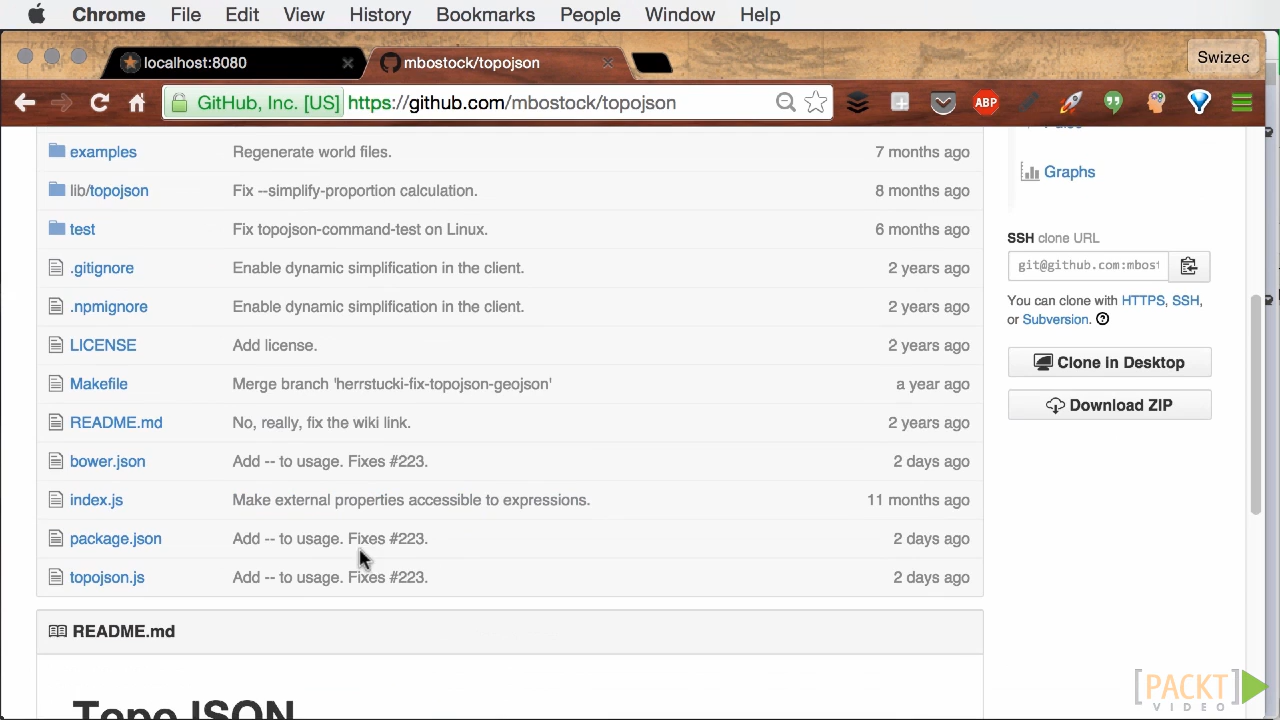 Chrome File Edit View History Bookmarks People Window Help
localhost:8080 mbostock/topojson Swizec
GitHub, Inc. [US] https://github.com/mbostock/topojson ABP
examples Regenerate world files. 7 months ago
Graphs
lib/topojson Fix --simplify-proportion calculation. 8 months ago
test Fix topojson-command-test on Linux. 6 months ago
SSH clone URL
.gitignore Enable dynamic simplification in the client. 2 years ago
git@github.com:mbost
.npmignore Enable dynamic simplification in the client. 2 years ago
You can clone with HTTPS, SSH,
or Subversion.
LICENSE Add license. 2 years ago
Clone in Desktop
Makefile Merge branch 'herrstucki-fix-topojson-geojson' a year ago
Download ZIP
README.md No, really, fix the wiki link. 2 years ago
bower.json Add -- to usage. Fixes #223. 2 days ago
index.js Make external properties accessible to expressions. 11 months ago
package.json Add -- to usage. Fixes #223. 2 days ago
topojson.js Add -- to usage. Fixes #223. 2 days ago
README.md
TopoJSON
[PACKT]
VIDEO